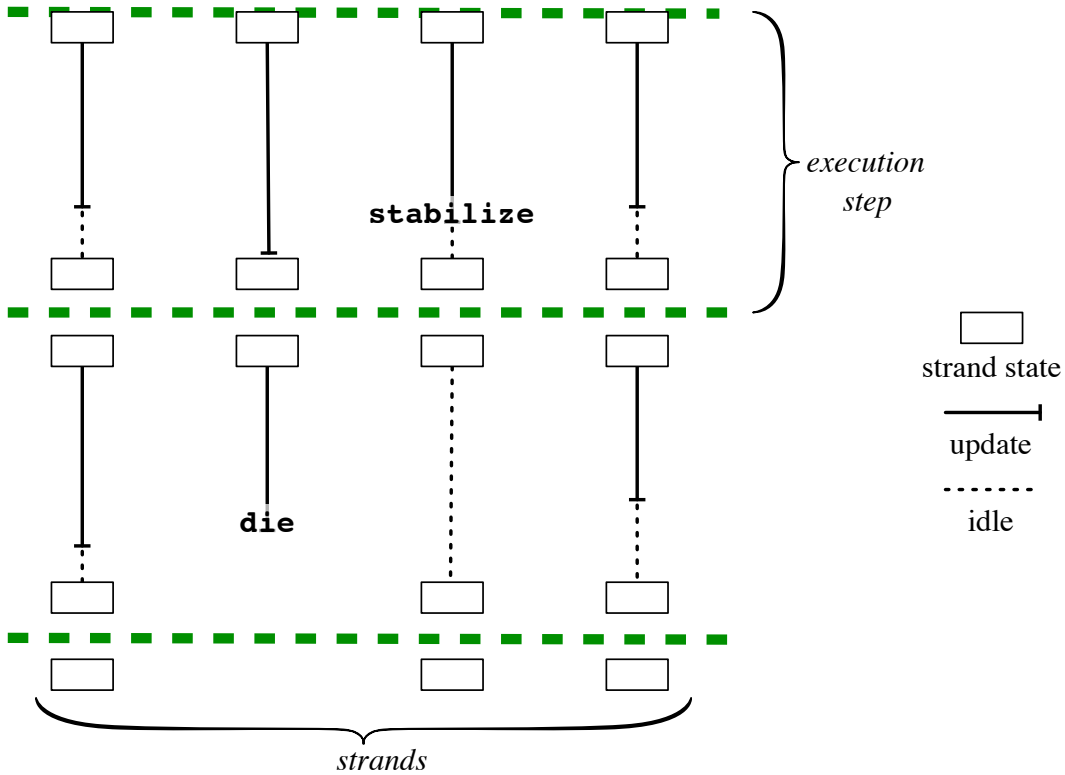 execution
step
stabilize
strand state
update
die
idle
strands